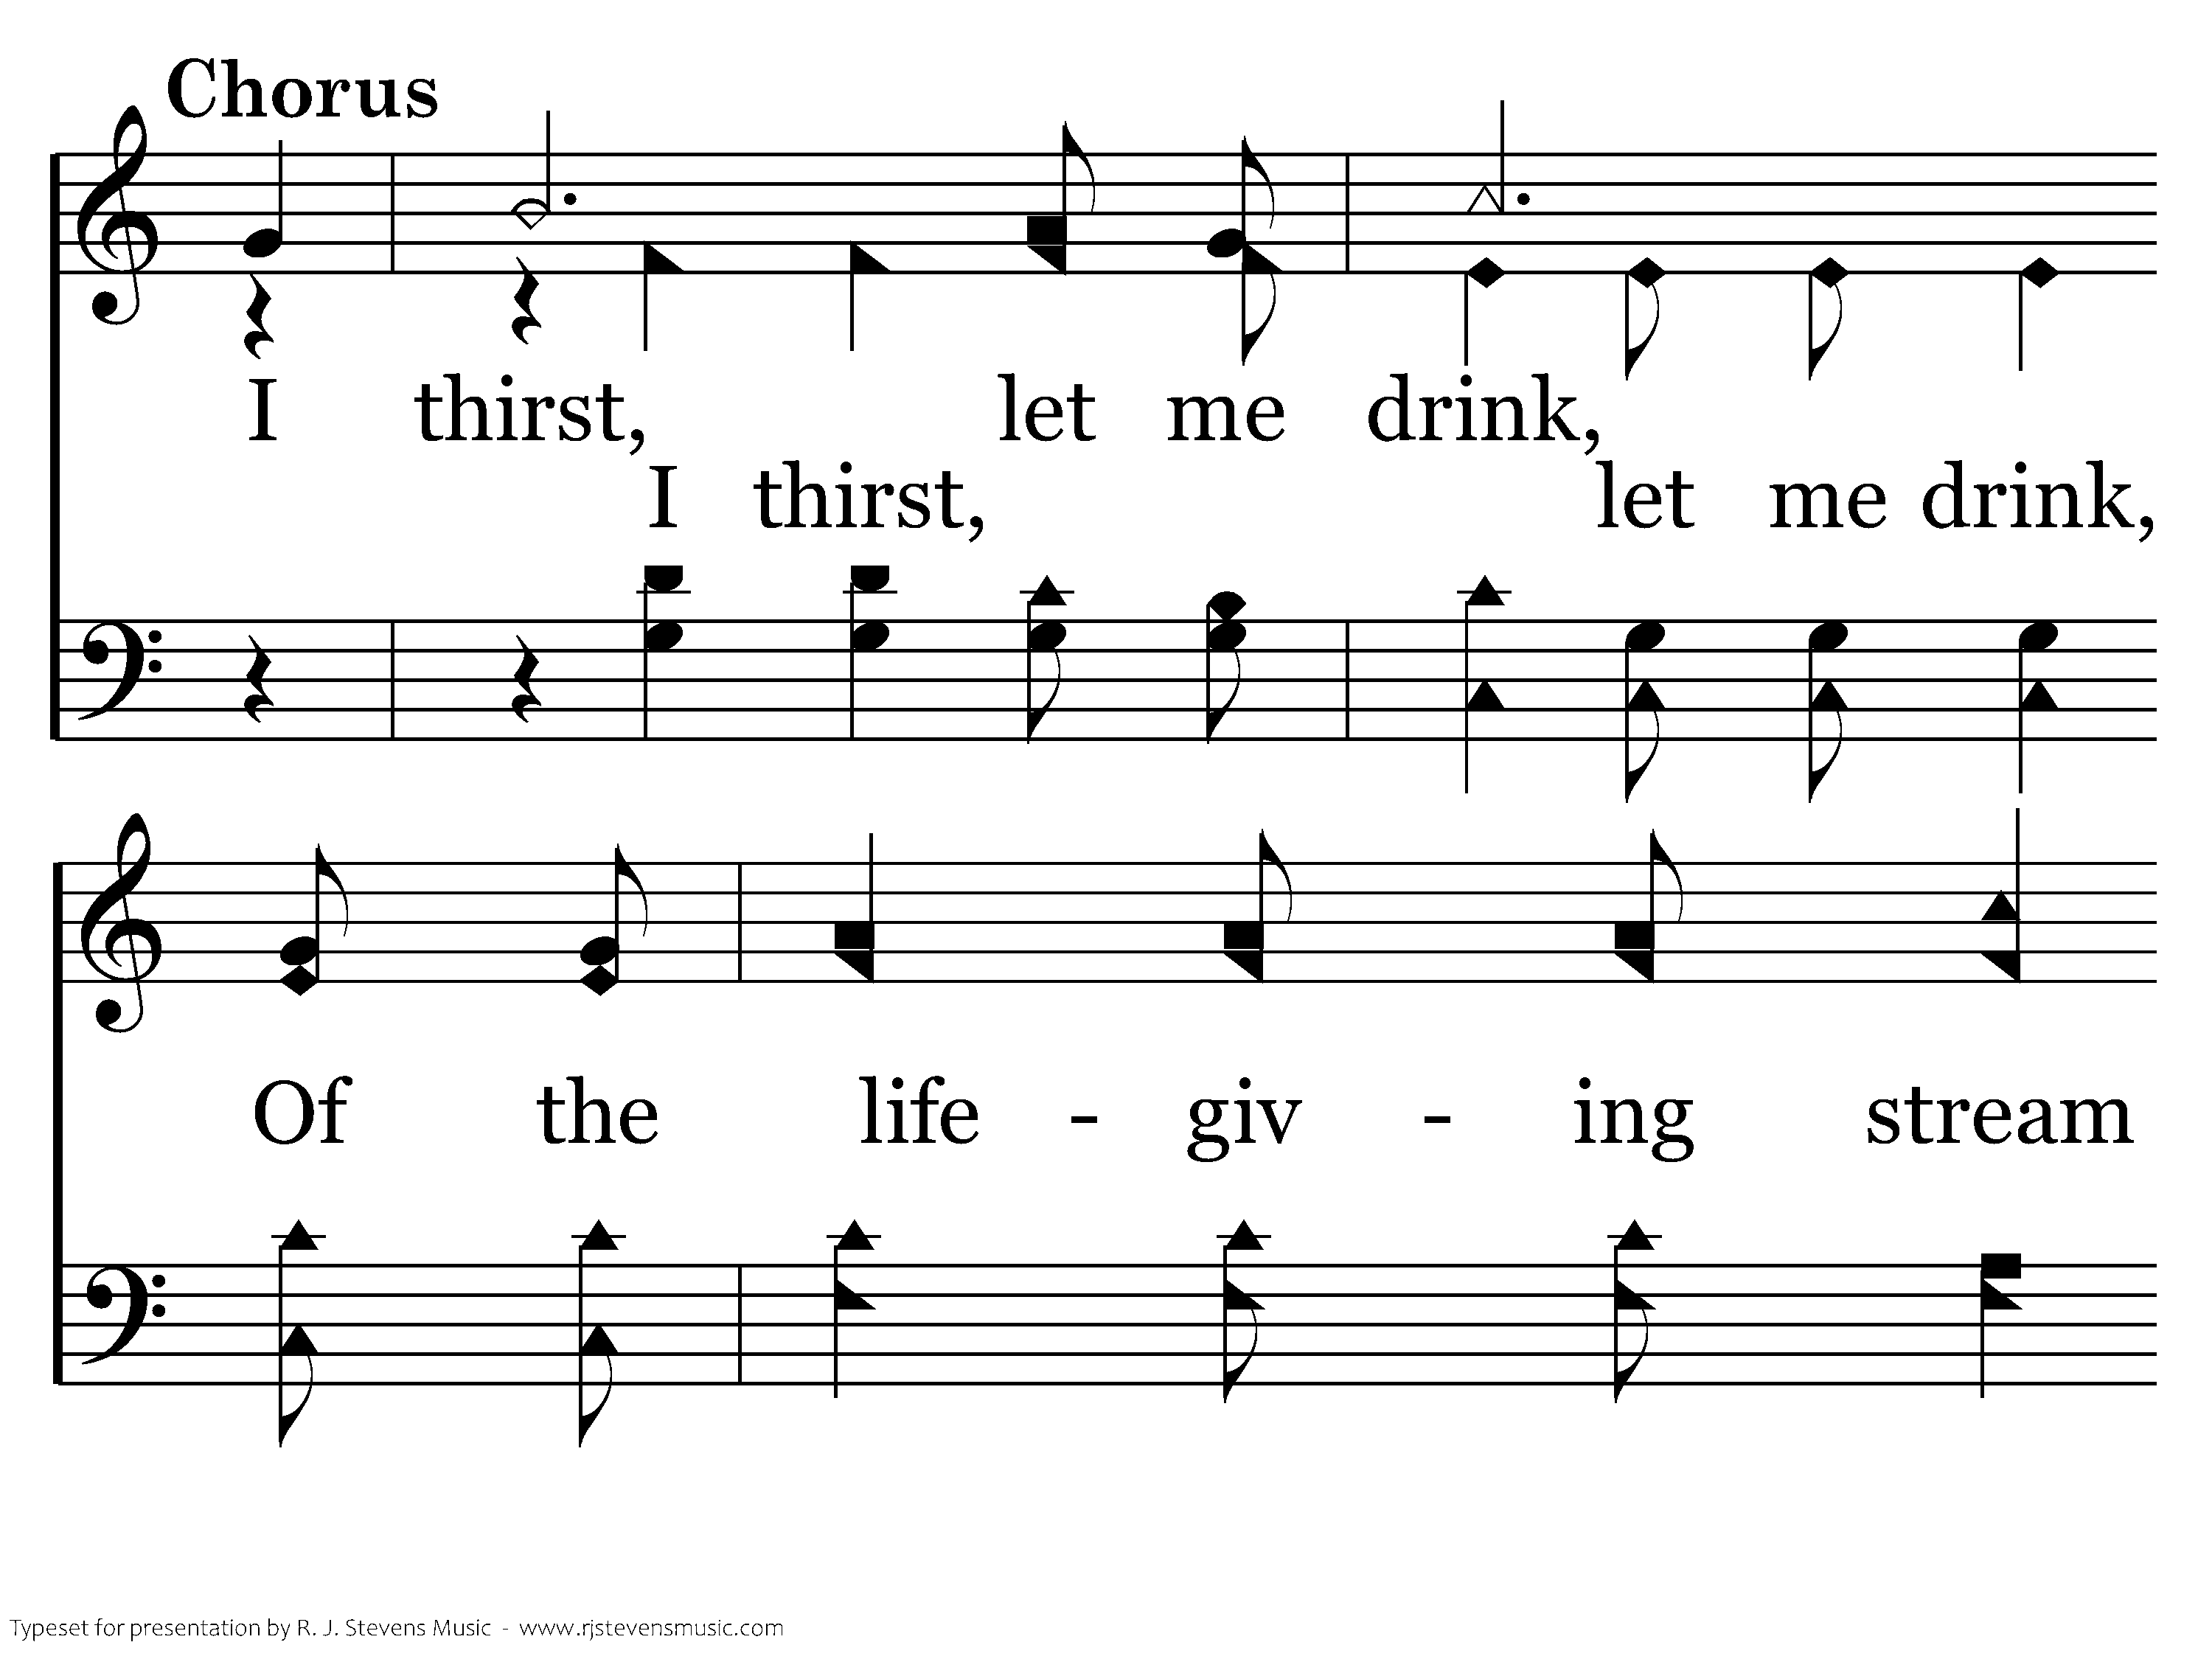 Chorus
I thirst, let me drink,
I thirst, let me drink,
Of the life - giv - ing stream
Typeset for presentation by R. J. Stevens Music - www.rjstevensmusic.com